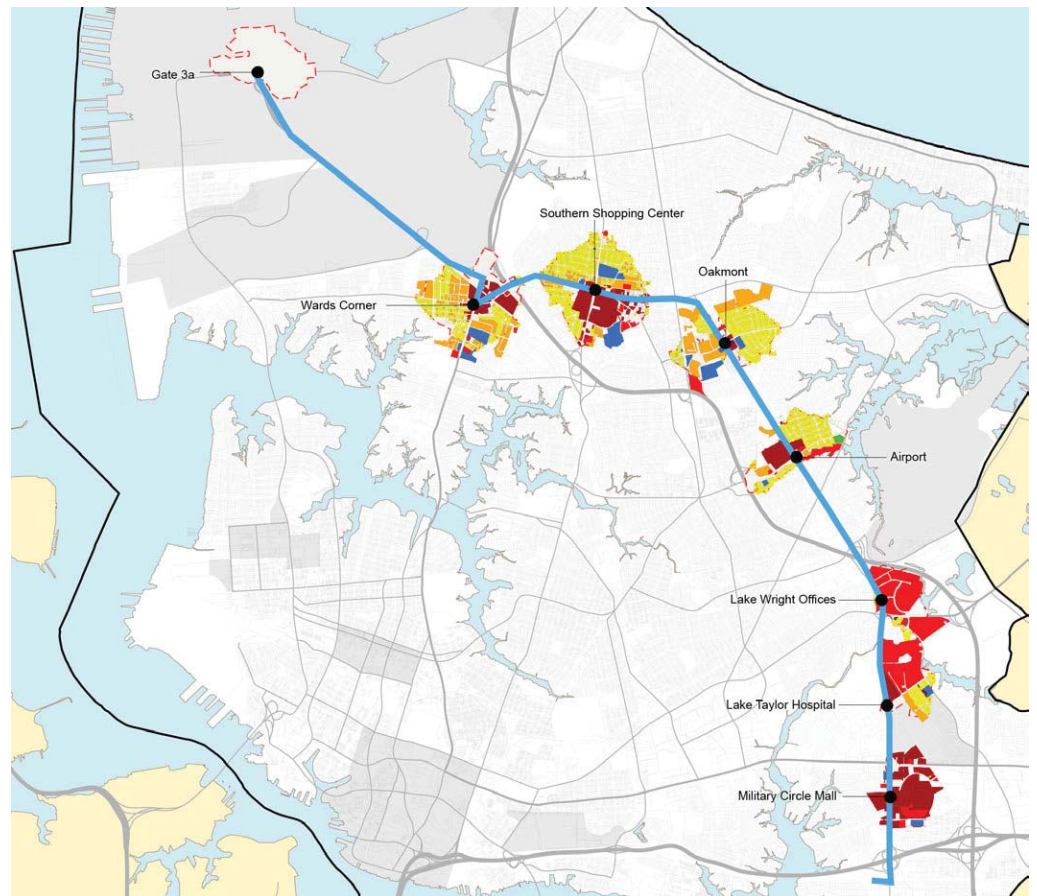 Gate 3a
Southern Shopping Center
Oakmont
Wards Corner
Airport
Lake Wright Offices
Lake Taylor Hospital
Military Circle Mall